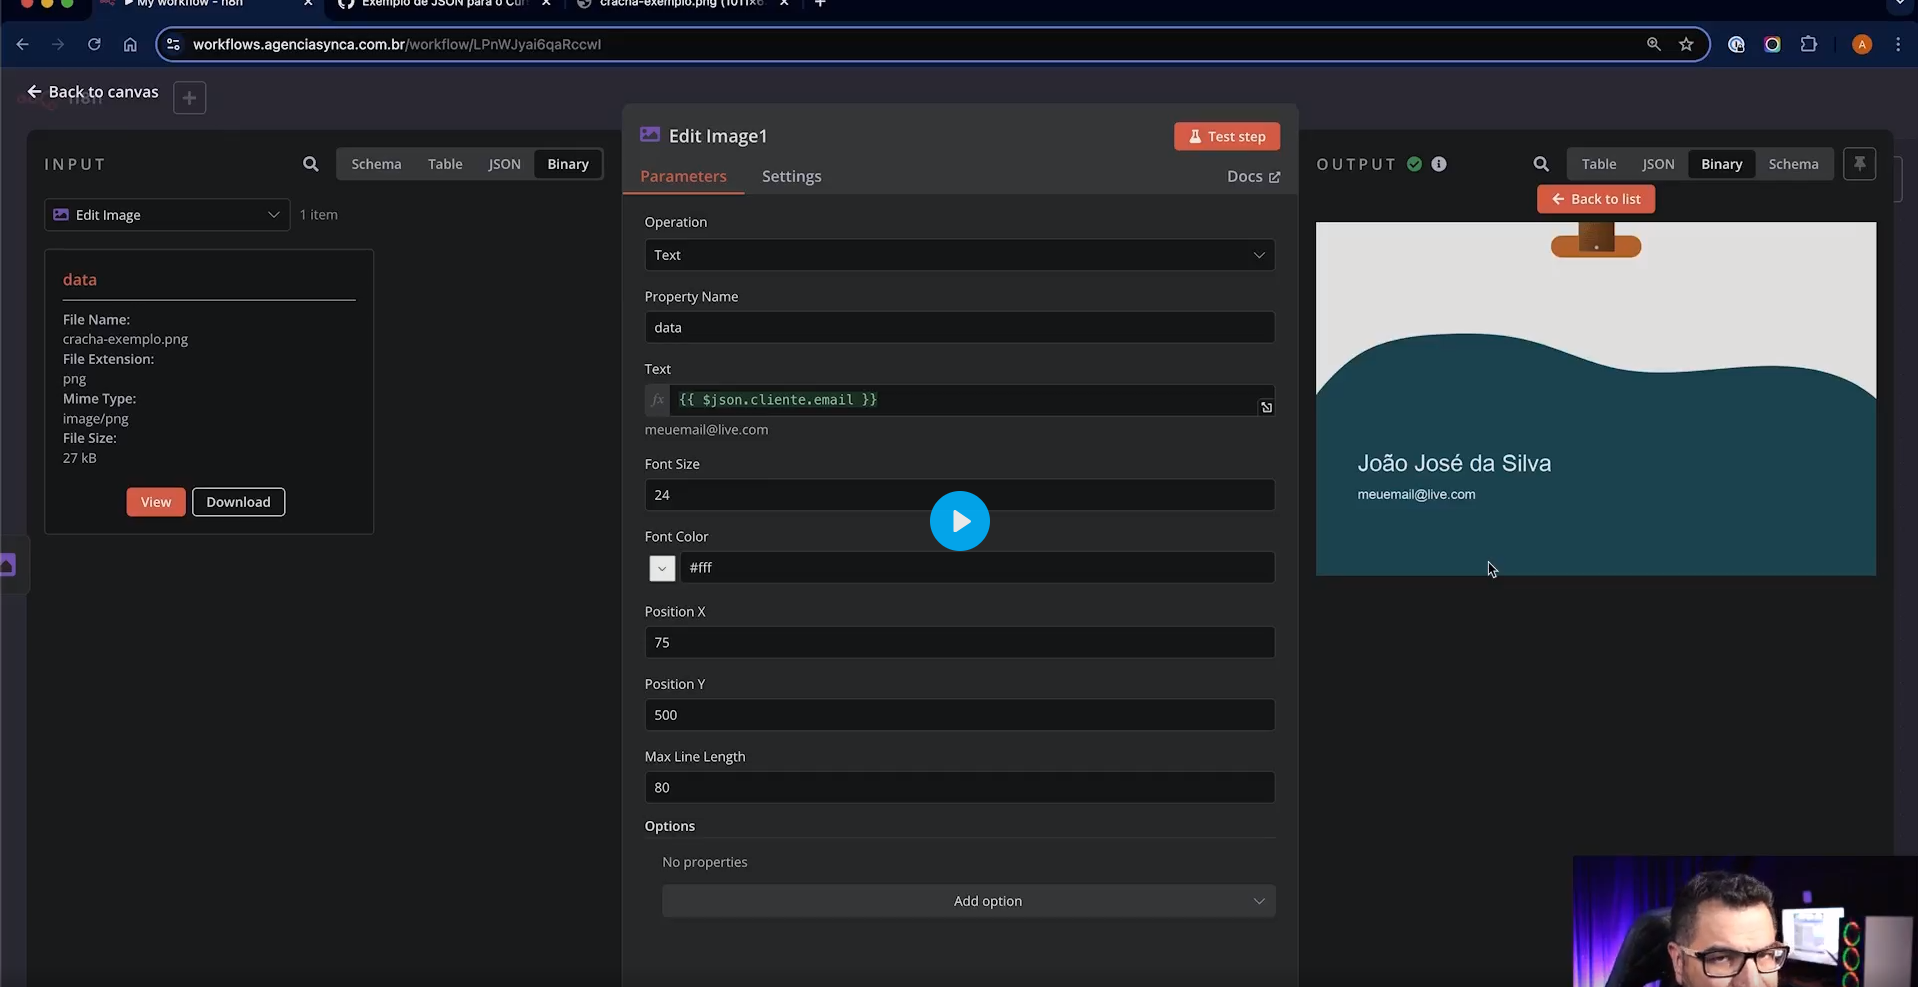 My workflow - n8n
Exemplo de JSON para o Cur
cracha-exemplo.png (1011×6
workflows.agenciasynca.com.br/workflow/LPnWJyai6qaRccwI
A
Back to canvas
n8n
INPUT
Schema
Table
JSON
Binary
Edit Image
1 item
data
File Name:
cracha-exemplo.png
File Extension:
png
Mime Type:
image/png
File Size:
27 kB
View
Download
Edit Image1
Test step
Parameters
Settings
Docs
Operation
Text
Property Name
data
Text
fx
{{ $json.cliente.email }}
meuemail@live.com
Font Size
24
Font Color
#fff
Position X
75
Position Y
500
Max Line Length
80
Options
No properties
Add option
OUTPUT
Table
JSON
Binary
Schema
Back to list
João José da Silva
meuemail@live.com